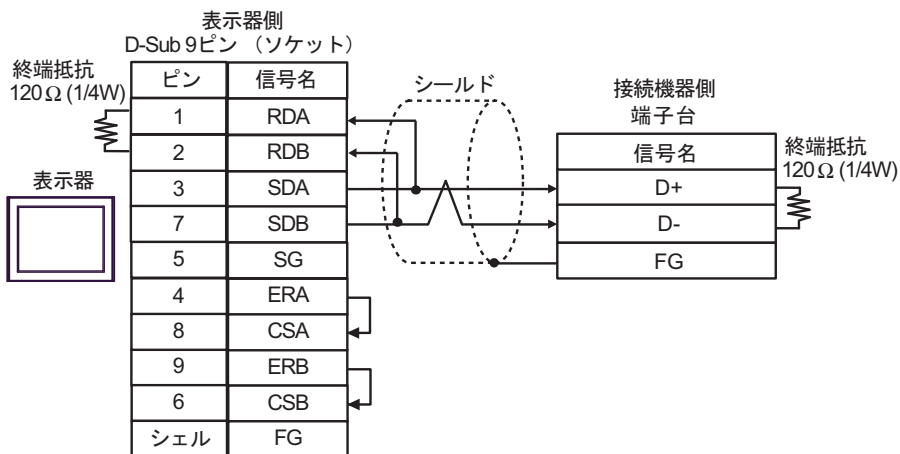 表示器側
D-Sub 9ピン （ソケット）
終端抵抗
120Ω (1/4W)
ピン 信号名
1 RDA
2 RDB
3 SDA
7 SDB
5 SG
4 ERA
8 CSA
9 ERB
6 CSB
シェル FG
表示器
シールド
接続機器側
端子台
信号名
D+
D-
FG
終端抵抗
120Ω (1/4W)